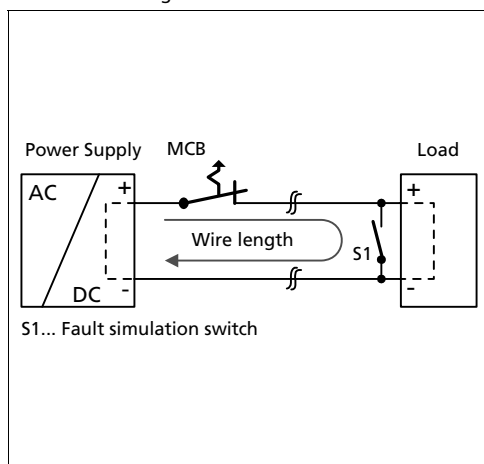 Power Supply MCB Load
AC + +
Wire length
S1
DC - -
S1... Fault simulation switch